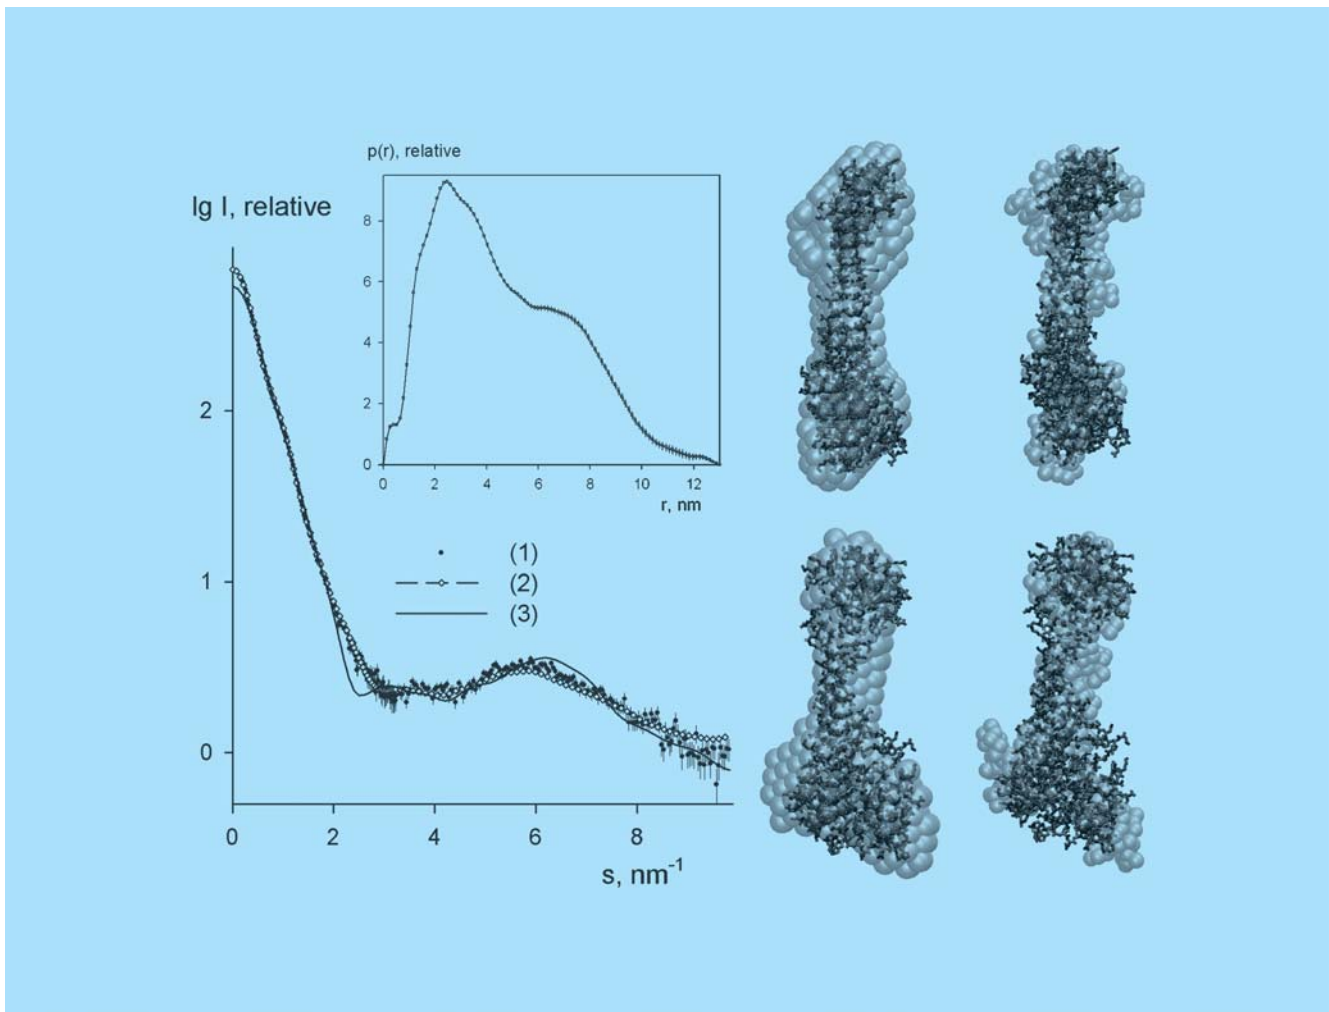 p(r), relative
lg I, relative
8
6
4
2
0
0 2 4 6 8 10 12
r, nm
2
1
0
(1)
(2)
(3)
0 2 4 6 8
s, nm⁻¹